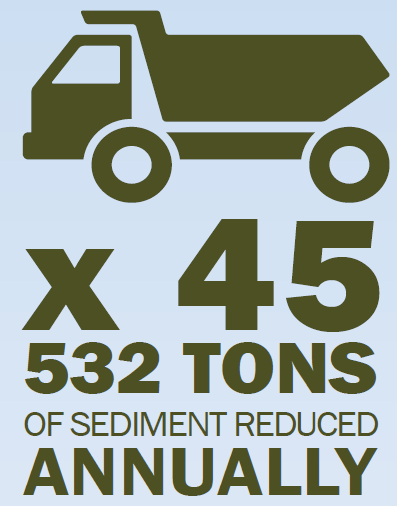 x 45
532 TONS
OF SEDIMENT REDUCED
ANNUALLY